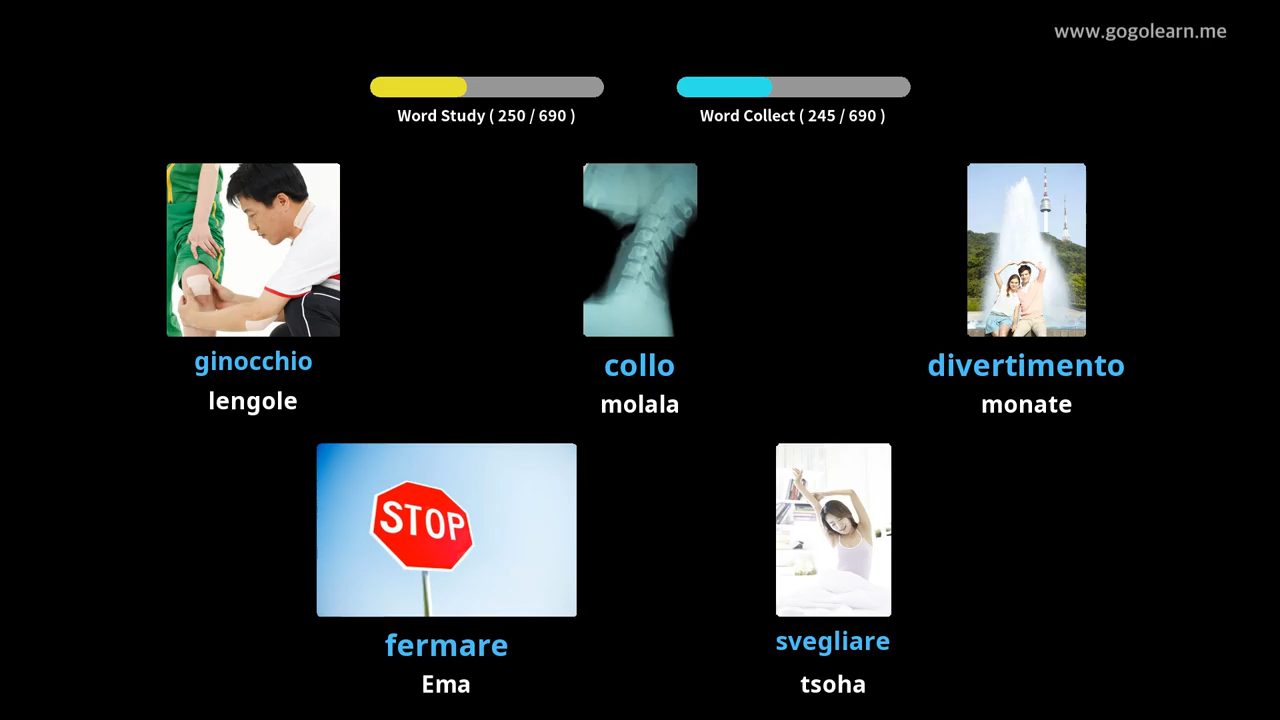 www.gogolearn.me
Word Study ( 250 / 690 )
Word Collect ( 245 / 690 )
ginocchio
lengole
collo
molala
divertimento
monate
STOP
fermare
Ema
svegliare
tsoha